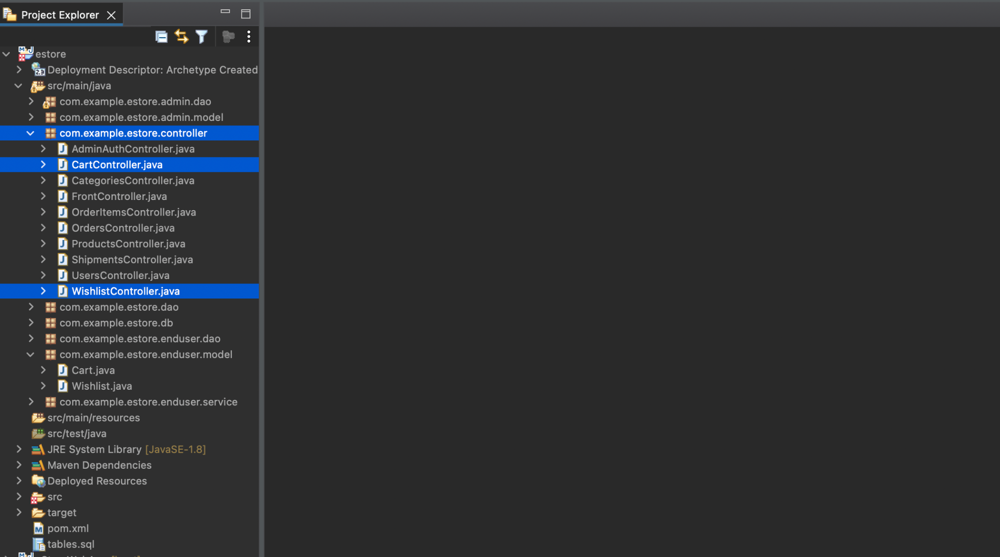 Project Explorer
estore
Deployment Descriptor: Archetype Created
src/main/java
com.example.estore.admin.dao
com.example.estore.admin.model
com.example.estore.controller
AdminAuthController.java
CartController.java
CategoriesController.java
FrontController.java
OrderItemsController.java
OrdersController.java
ProductsController.java
ShipmentsController.java
UsersController.java
WishlistController.java
com.example.estore.dao
com.example.estore.db
com.example.estore.enduser.dao
com.example.estore.enduser.model
Cart.java
Wishlist.java
com.example.estore.enduser.service
src/main/resources
src/test/java
JRE System Library [JavaSE-1.8]
Maven Dependencies
Deployed Resources
src
target
pom.xml
tables.sql